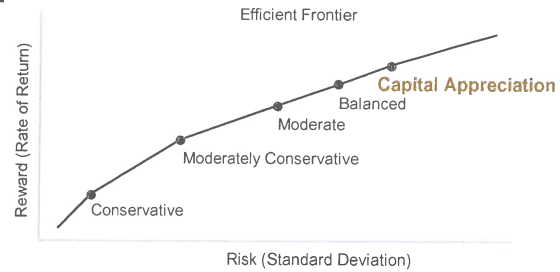 Efficient Frontier
Capital Appreciation
Balanced
Moderate
Moderately Conservative
Conservative
Reward (Rate of Return)
Risk (Standard Deviation)